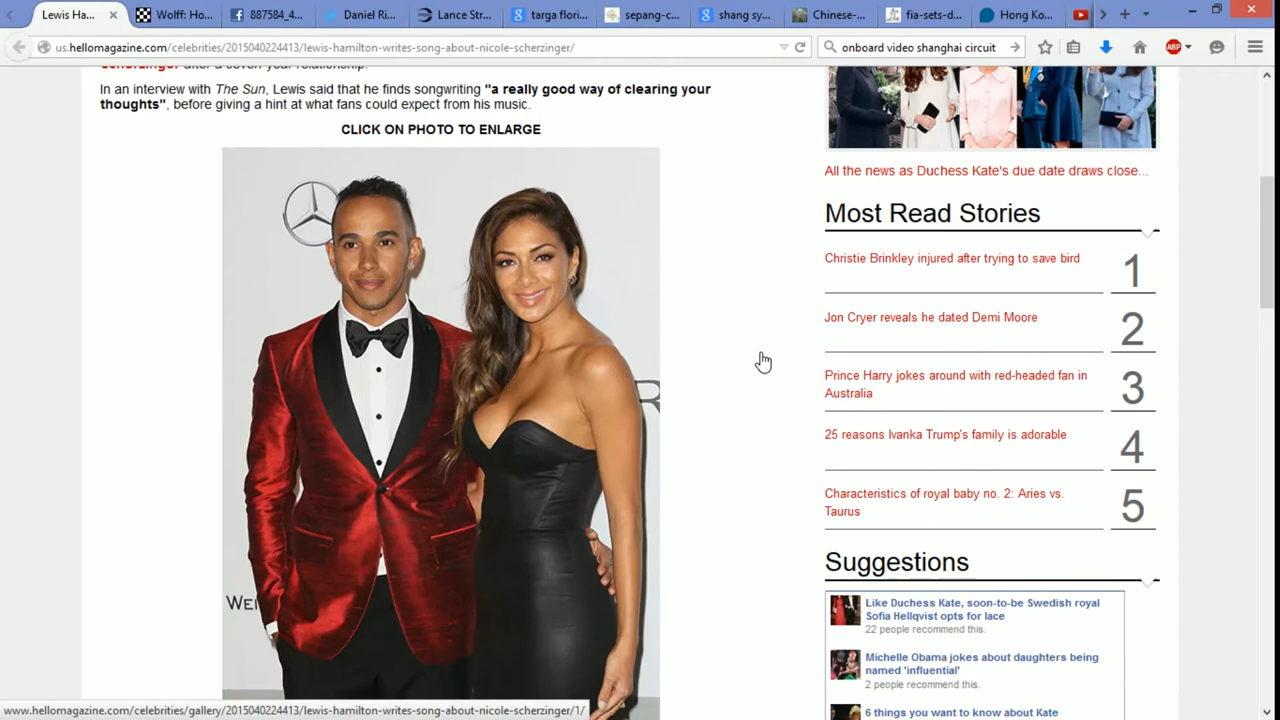 Lewis Ha...
Wolff: Ho...
887584_4...
Daniel Ri...
Lance Str...
targa flori...
sepang-c...
shang sy...
Chinese-...
fia-sets-d...
Hong Ko...
us.hellomagazine.com/celebrities/2015040224413/lewis-hamilton-writes-song-about-nicole-scherzinger/
onboard video shanghai circuit
ABP
Scherzinger after a seven-year relationship.
In an interview with The Sun, Lewis said that he finds songwriting "a really good way of clearing your
thoughts", before giving a hint at what fans could expect from his music.
CLICK ON PHOTO TO ENLARGE
R
WEI
All the news as Duchess Kate's due date draws close...
Most Read Stories
Christie Brinkley injured after trying to save bird
1
Jon Cryer reveals he dated Demi Moore
2
Prince Harry jokes around with red-headed fan in
Australia
3
25 reasons Ivanka Trump's family is adorable
4
Characteristics of royal baby no. 2: Aries vs.
Taurus
5
Suggestions
Like Duchess Kate, soon-to-be Swedish royal
Sofia Hellqvist opts for lace
22 people recommend this.
Michelle Obama jokes about daughters being
named 'influential'
2 people recommend this.
6 things you want to know about Kate
www.hellomagazine.com/celebrities/gallery/2015040224413/lewis-hamilton-writes-song-about-nicole-scherzinger/1/